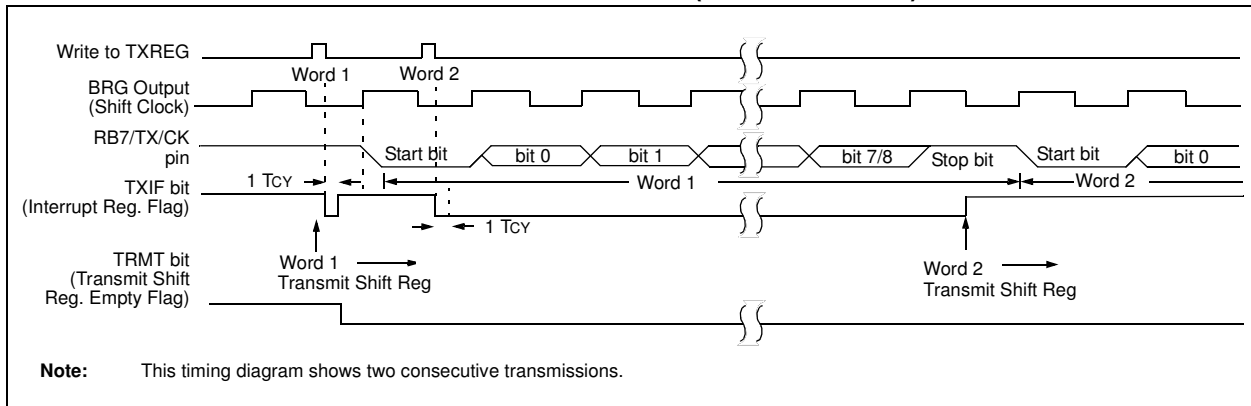 Write to TXREG
Word 1
Word 2
BRG Output
(Shift Clock)
RB7/TX/CK
pin
Start bit
bit 0
bit 1
bit 7/8
Stop bit
Start bit
bit 0
1 TCY
Word 1
Word 2
TXIF bit
(Interrupt Reg. Flag)
1 TCY
TRMT bit
(Transmit Shift
Reg. Empty Flag)
Word 1
Transmit Shift Reg
Word 2
Transmit Shift Reg
Note: This timing diagram shows two consecutive transmissions.